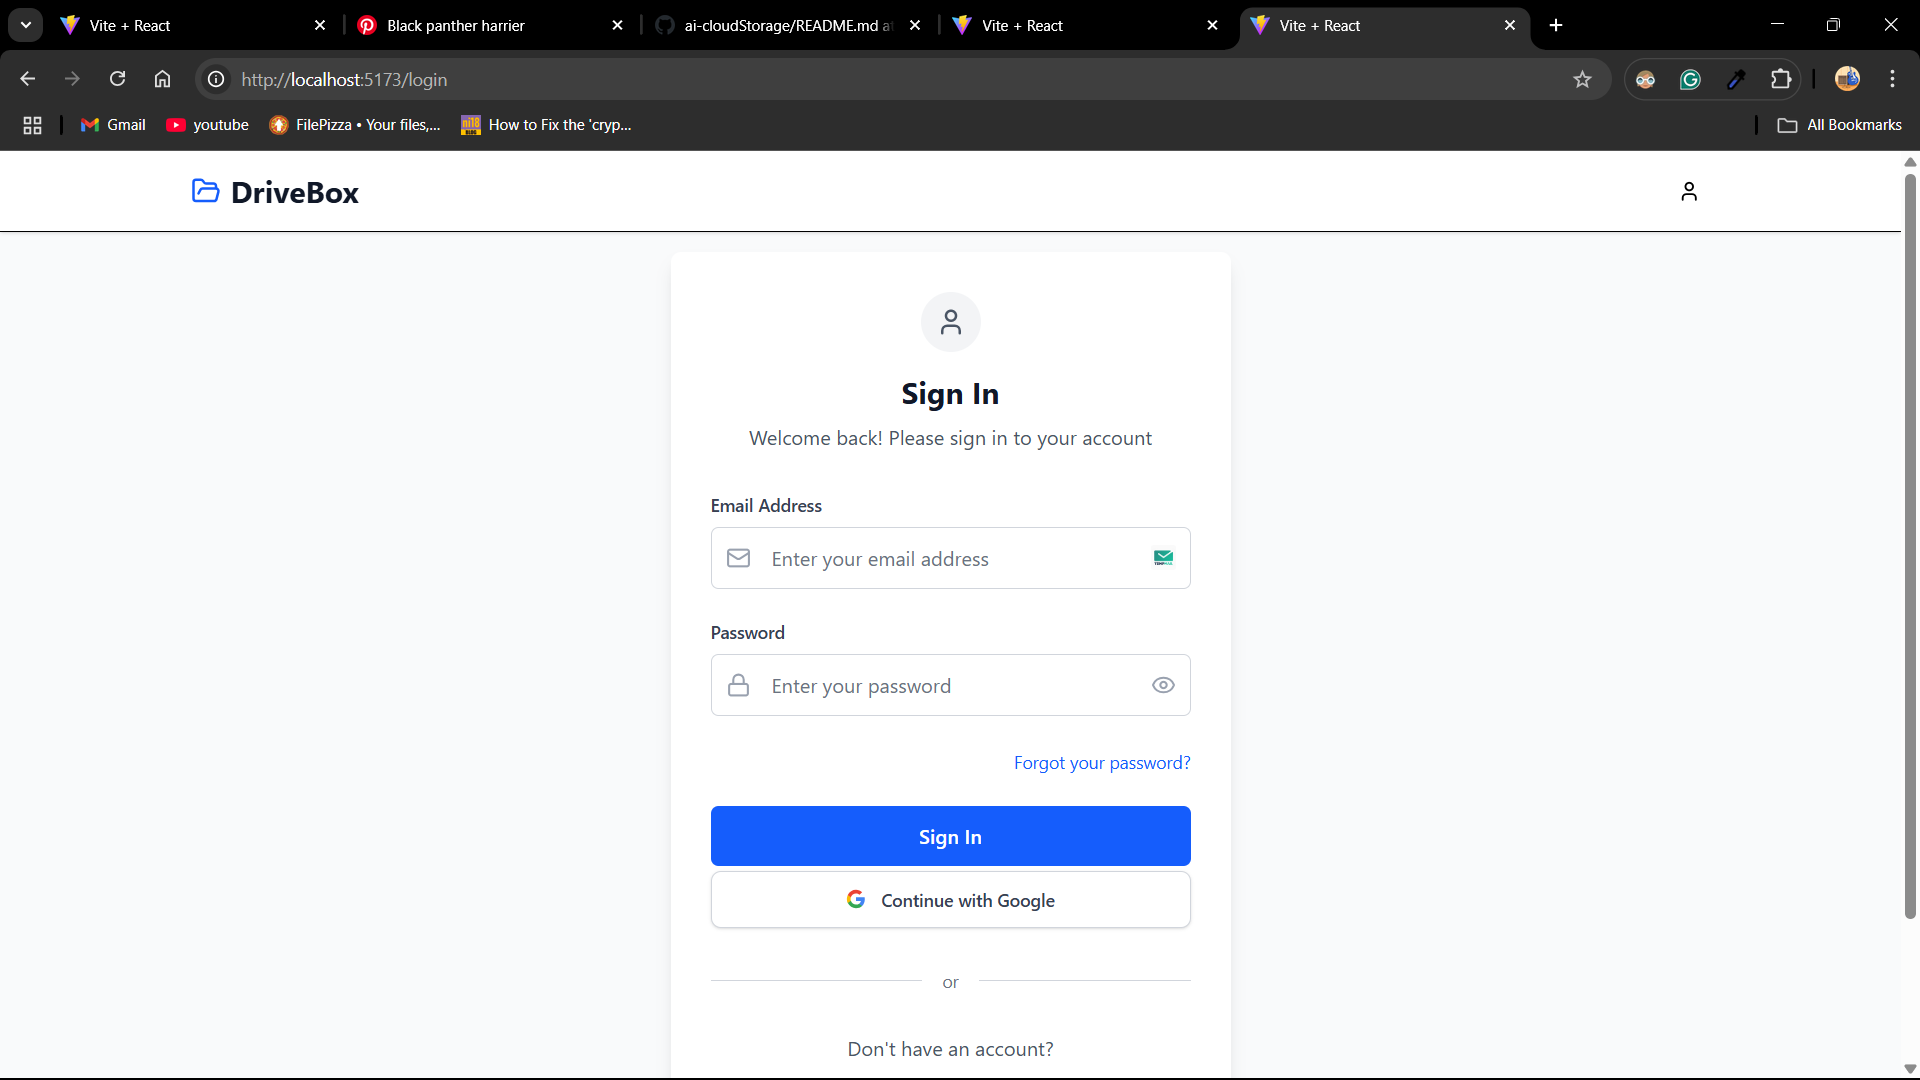 Vite + React
Black panther harrier
ai-cloudStorage/README.md a
Vite + React
Vite + React
http://localhost:5173/login
Gmail
youtube
FilePizza • Your files,...
ni18
BLOG
How to Fix the 'cryp...
All Bookmarks
DriveBox
Sign In
Welcome back! Please sign in to your account
Email Address
Enter your email address
Password
Enter your password
Forgot your password?
Sign In
Continue with Google
or
Don't have an account?